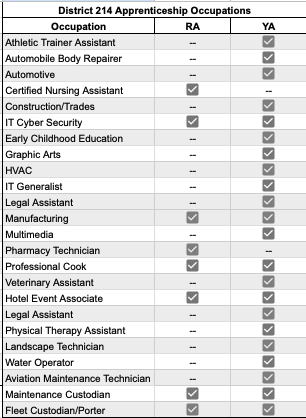 District 214 Apprenticeship Occupations
Occupation RA YA
Athletic Trainer Assistant --
Automobile Body Repairer --
Automotive --
Certified Nursing Assistant --
Construction/Trades --
IT Cyber Security
Early Childhood Education --
Graphic Arts --
HVAC --
IT Generalist --
Legal Assistant --
Manufacturing
Multimedia --
Pharmacy Technician --
Professional Cook
Veterinary Assistant --
Hotel Event Associate
Legal Assistant --
Physical Therapy Assistant --
Landscape Technician --
Water Operator --
Aviation Maintenance Technician --
Maintenance Custodian
Fleet Custodian/Porter